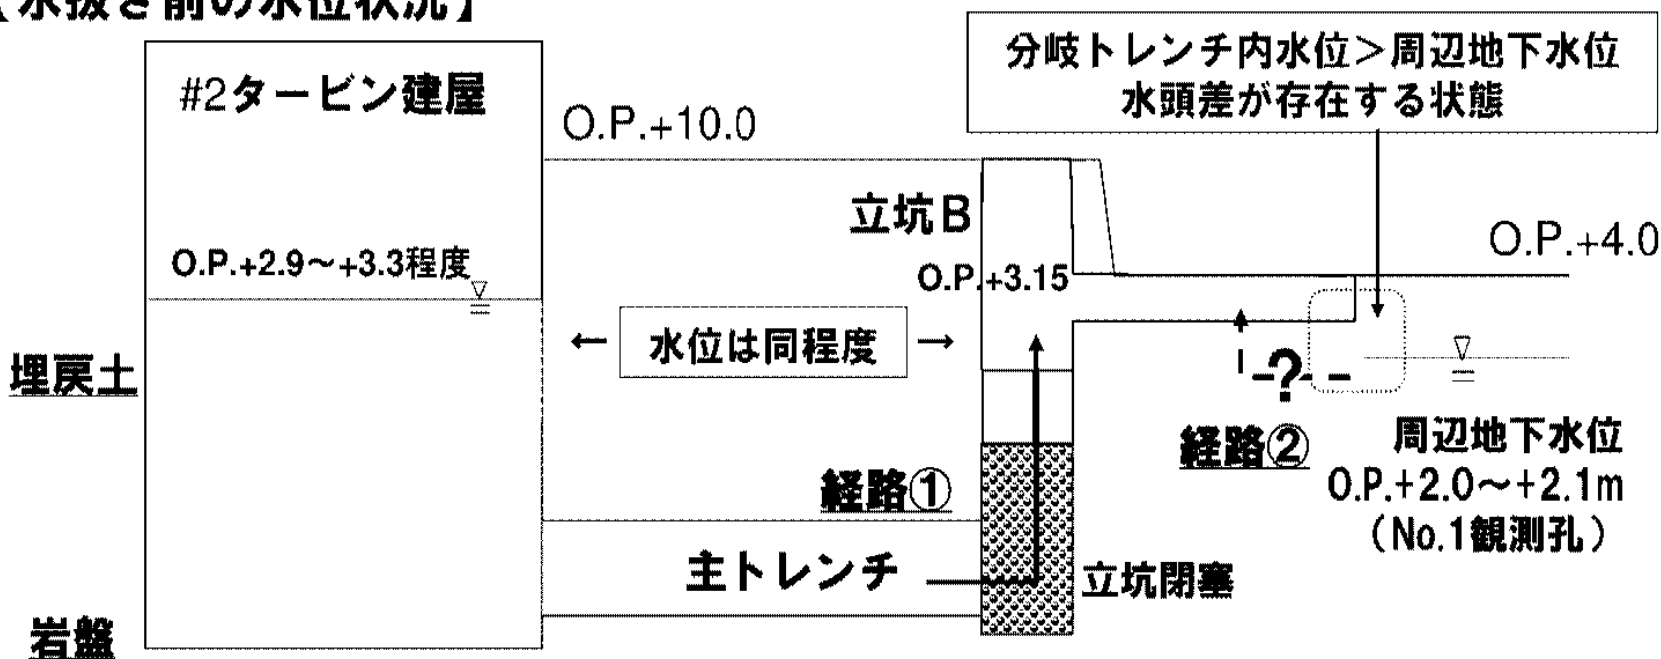 【水抜き前の水位状況】
#2タービン建屋
O.P.+10.0
分岐トレンチ内水位＞周辺地下水位
水頭差が存在する状態
立坑B
O.P.+4.0
O.P.+2.9～+3.3程度
O.P.+3.15
← 水位は同程度 →
埋戻土
?
経路②
周辺地下水位
O.P.+2.0～+2.1m
（No.1観測孔）
経路①
主トレンチ
立坑閉塞
岩盤